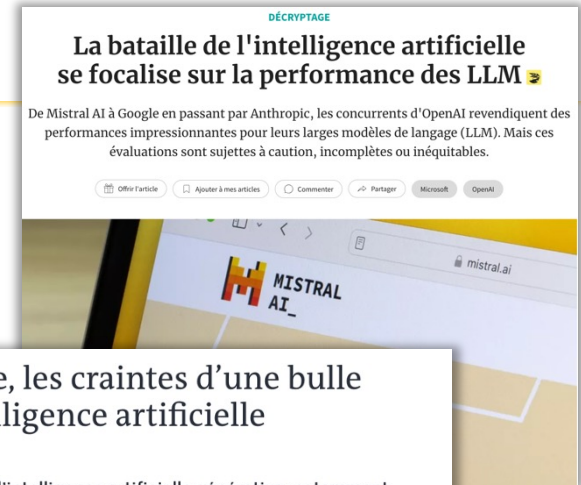 DÉCRYPTAGE
La bataille de l'intelligence artificielle
se focalise sur la performance des LLM
De Mistral AI à Google en passant par Anthropic, les concurrents d'OpenAI revendiquent des
performances impressionnantes pour leurs larges modèles de langage (LLM). Mais ces
évaluations sont sujettes à caution, incomplètes ou inéquitables.
Offrir l'article Ajouter à mes articles Commenter Partager Microsoft OpenAI
mistral.ai
MISTRAL
AI_
e, les craintes d'une bulle
lligence artificielle